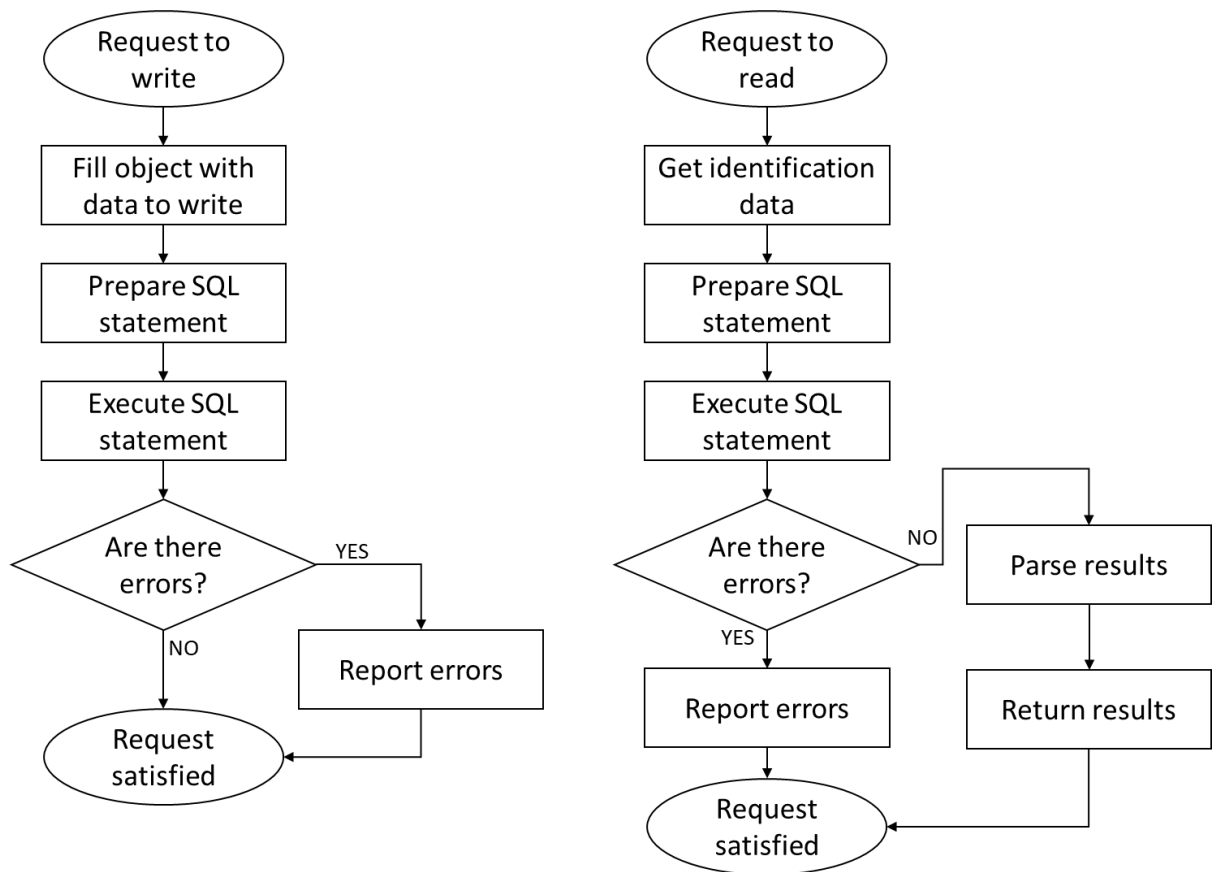 Request to
write
Fill object with
data to write
Prepare SQL
statement
Execute SQL
statement
Are there
errors?
YES
NO
Report errors
Request
satisfied
Request to
read
Get identification
data
Prepare SQL
statement
Execute SQL
statement
Are there
errors?
NO
Parse results
YES
Report errors
Return results
Request
satisfied